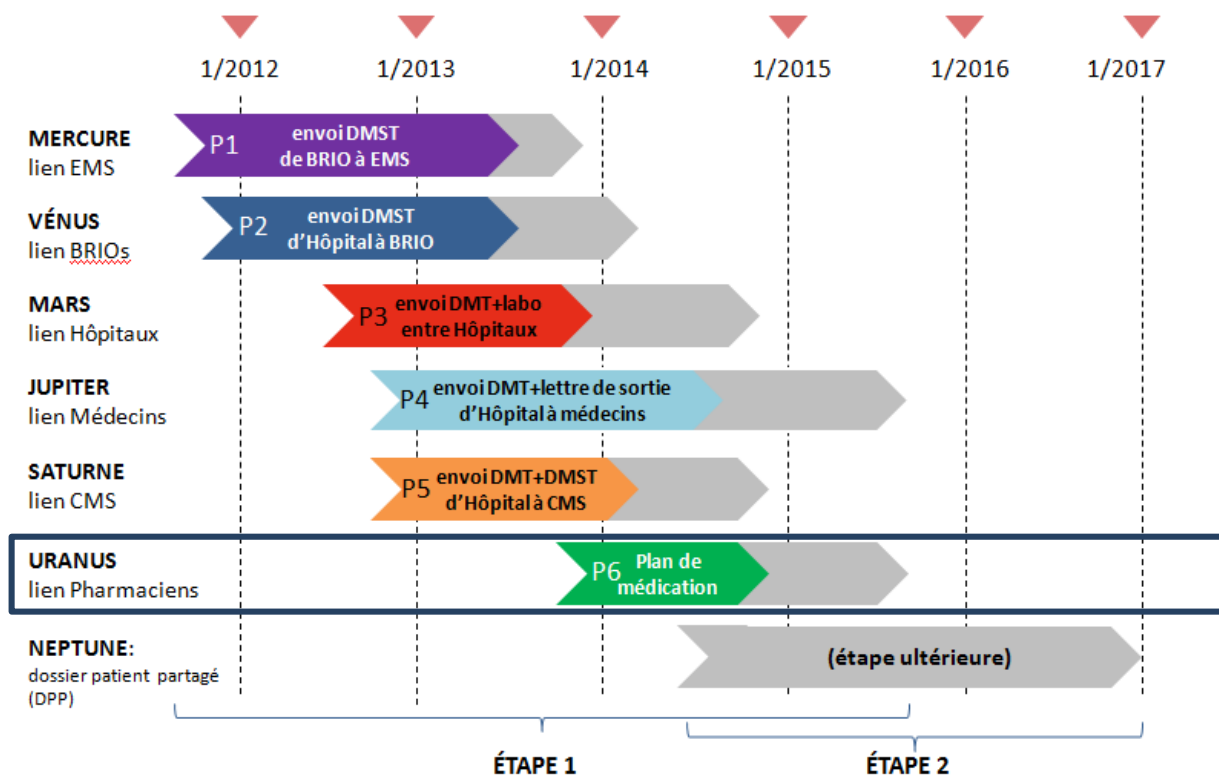 1/2012 1/2013 1/2014 1/2015 1/2016 1/2017
MERCURE
lien EMS
P1
envoi DMST
de BRIO à EMS
VÉNUS
lien BRIOs
P2
envoi DMST
d'Hôpital à BRIO
MARS
lien Hôpitaux
P3
envoi DMT+labo
entre Hôpitaux
JUPITER
lien Médecins
P4
envoi DMT+lettre de sortie
d'Hôpital à médecins
SATURNE
lien CMS
P5
envoi DMT+DMST
d'Hôpital à CMS
URANUS
lien Pharmaciens
P6
Plan de
médication
NEPTUNE:
dossier patient partagé
(DPP)
(étape ultérieure)
ÉTAPE 1
ÉTAPE 2